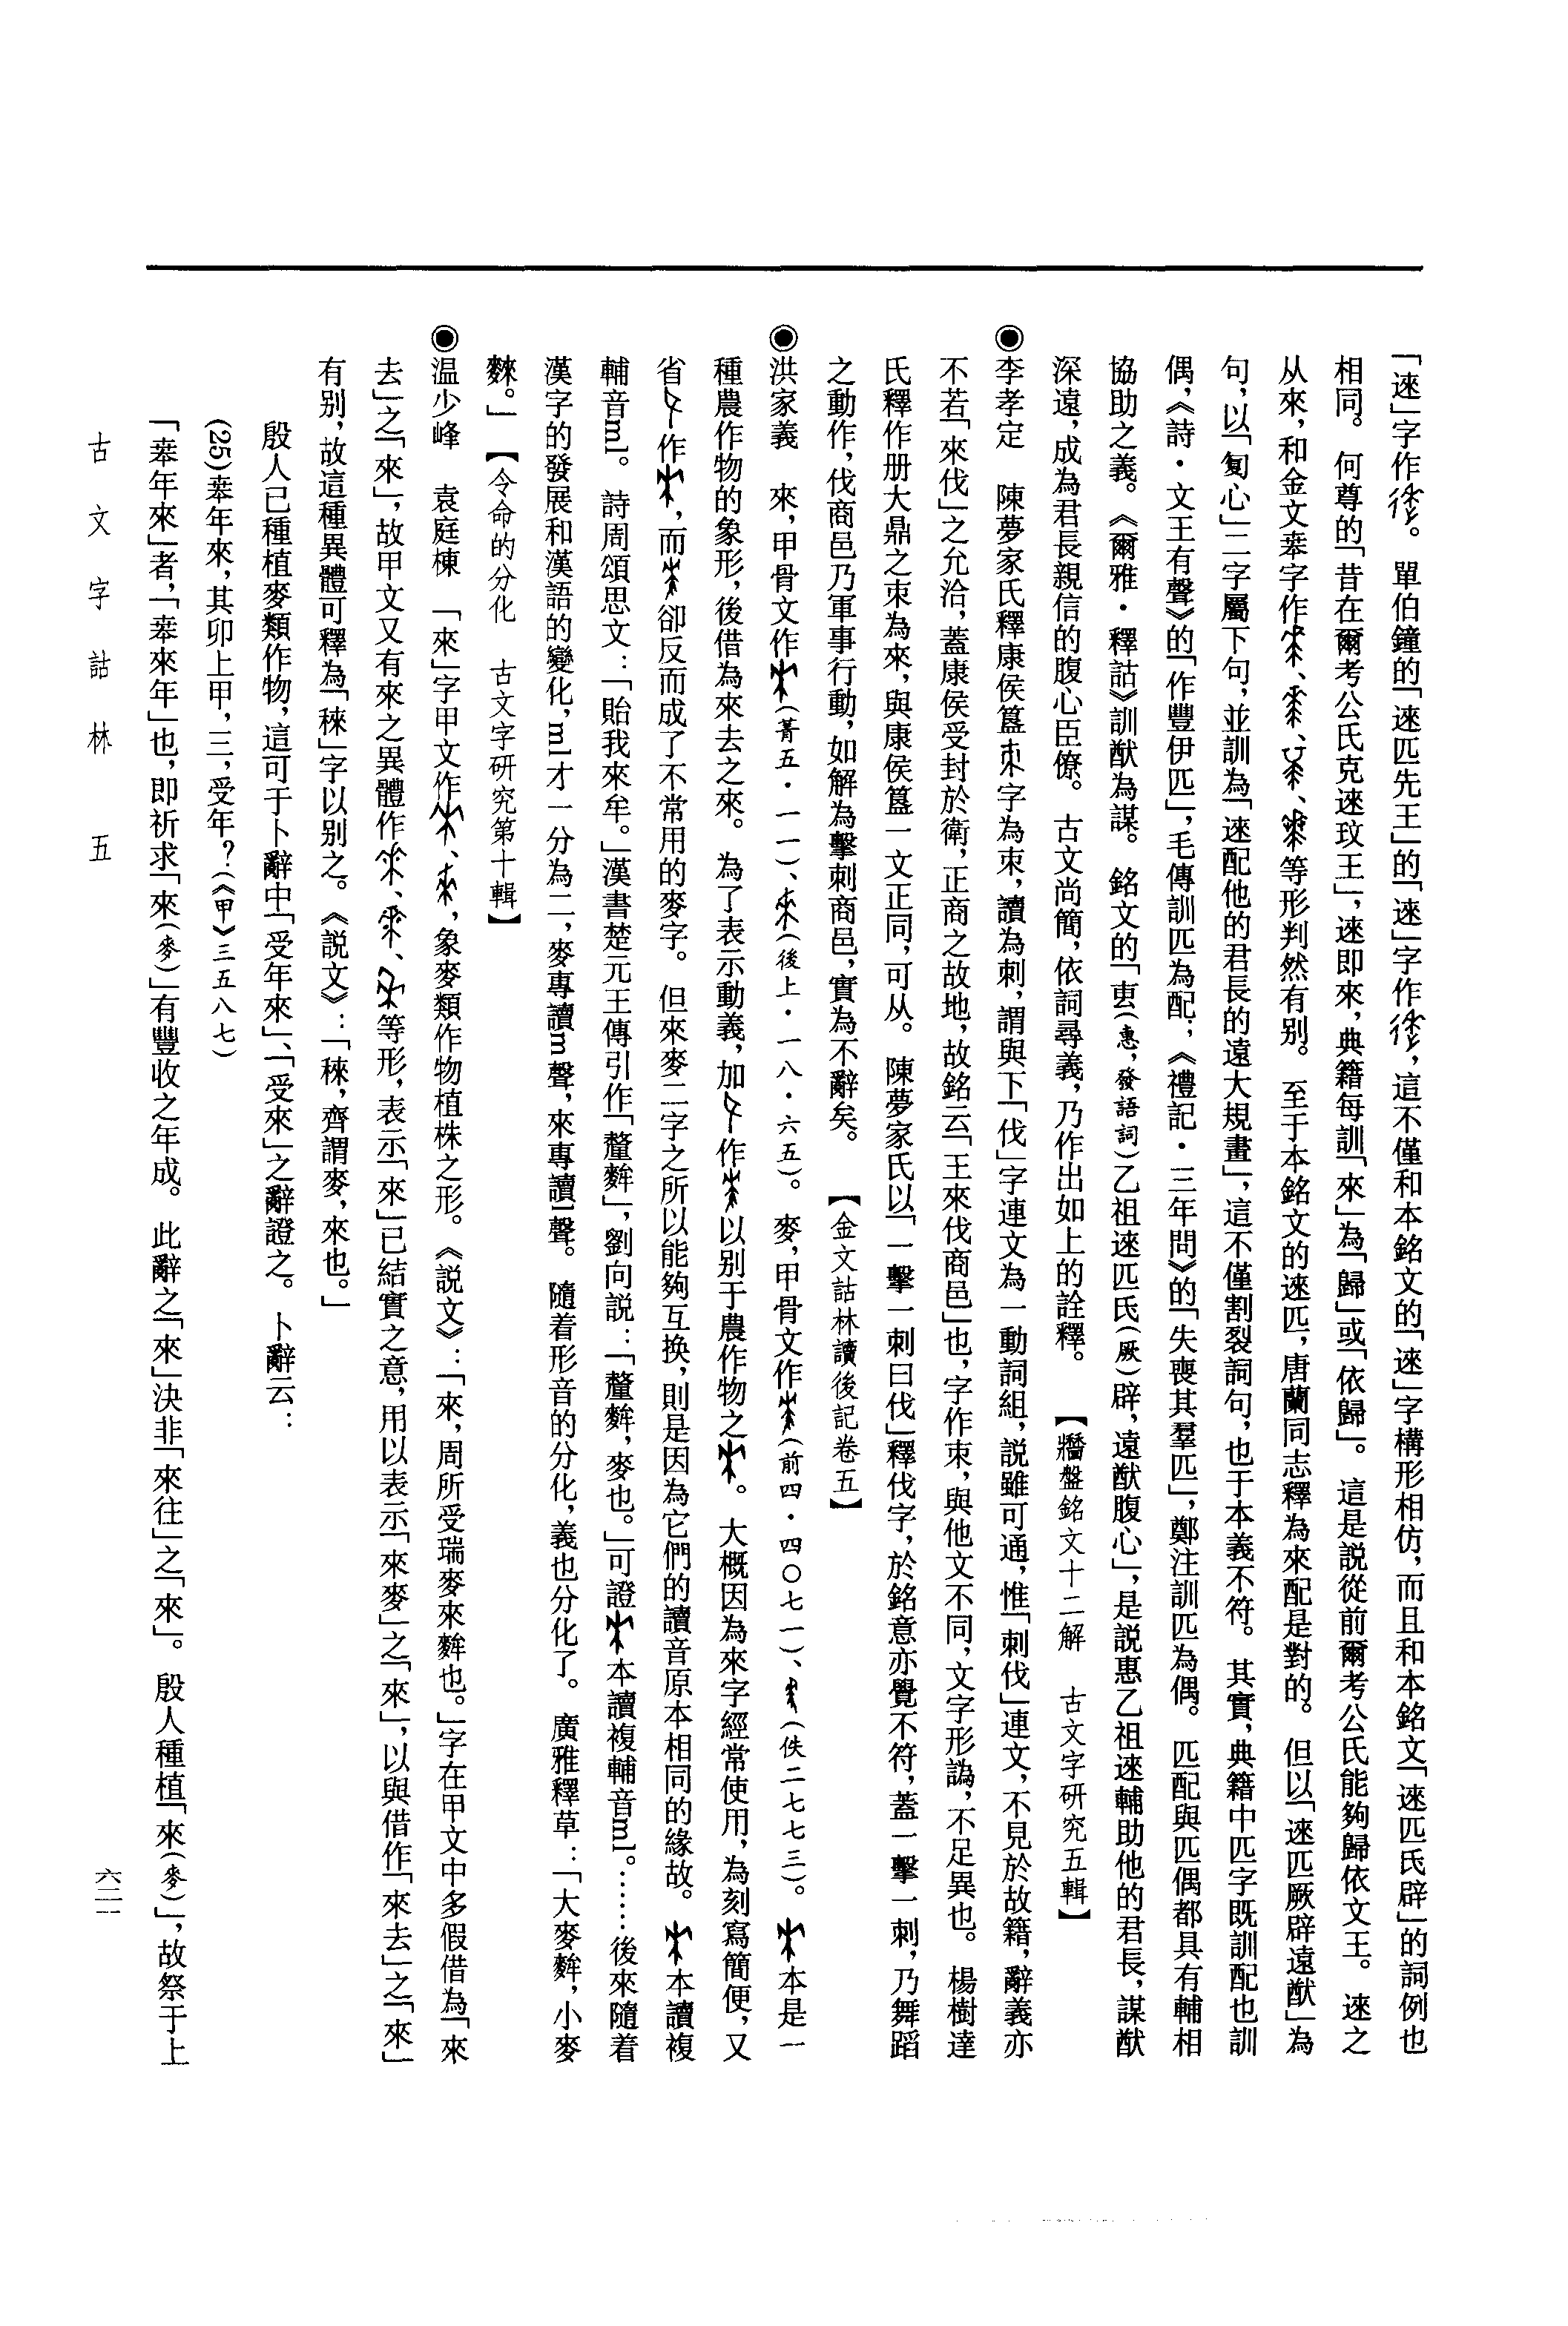 「逨」字作。單伯鐘的「逨匹先王」的「逨」字作，這不僅和本銘文的「逨」字構形相仿，而且和本銘文「逨匹氏辟」的詞例也
相同。何尊的「昔在爾考公氏克逨玟王」，逨即來，典籍每訓「來」為「歸」或「依歸」。這是説從前爾考公氏能夠歸依文王。逨之
从來，和金文㚔字作、、、等形判然有别。至于本銘文的逨匹，唐蘭同志釋為來配是對的。但以「逨匹厥辟遠猷」為
句，以「匔心」二字屬下句，並訓為「逨配他的君長的遠大規畫」，這不僅割裂詞句，也于本義不符。其實，典籍中匹字既訓配也訓
偶，《詩·文王有聲》的「作豐伊匹」，毛傳訓匹為配；《禮記·三年問》的「失喪其羣匹」，鄭注訓匹為偶。匹配與匹偶都具有輔相
協助之義。《爾雅·釋詁》訓猷為謀。銘文的「叀（惠，發語詞）乙祖逨匹氏（厥）辟，遠猷腹心」，是説惠乙祖逨輔助他的君長，謀猷
深遠，成為君長親信的腹心臣僚。古文尚簡，依詞尋義，乃作出如上的詮釋。【牆盤銘文十二解　古文字研究五輯】
◉李孝定　陳夢家氏釋康侯簋字為朿，讀為刺，謂與下「伐」字連文為一動詞組，説雖可通，惟「刺伐」連文，不見於故籍，辭義亦
不若「來伐」之允洽，蓋康侯受封於衛，正商之故地，故銘云「王來伐商邑」也，字作朿，與他文不同，文字形譌，不足異也。楊樹達
氏釋作册大鼎之朿為來，與康侯簋一文正同，可从。陳夢家氏以「一擊一刺曰伐」釋伐字，於銘意亦覺不符，蓋一擊一刺，乃舞蹈
之動作，伐商邑乃軍事行動，如解為擊刺商邑，實為不辭矣。【金文詁林讀後記卷五】
◉洪家義　來，甲骨文作（菁五·一一）、（後上·一八·六五）。麥，甲骨文作（前四·四〇七一）、（佚二七七三）。本是一
種農作物的象形，後借為來去之來。為了表示動義，加作以别于農作物之。大概因為來字經常使用，為刻寫簡便，又
省作，而卻反而成了不常用的麥字。但來麥二字之所以能夠互换，則是因為它們的讀音原本相同的緣故。本讀複
輔音ml。詩周頌思文：「貽我來牟。」漢書楚元王傳引作「釐麰」，劉向説：「釐麰，麥也。」可證本讀複輔音ml。……後來隨着
漢字的發展和漢語的變化，ml才一分為二，麥專讀m聲，來專讀l聲。隨着形音的分化，義也分化了。廣雅釋草：「大麥麰，小麥
麳。」【令命的分化　古文字研究第十輯】
◉温少峰　袁庭棟　「來」字甲文作、，象麥類作物植株之形。《説文》：「來，周所受瑞麥來麰也。」字在甲文中多假借為「來
去」之「來」，故甲文又有來之異體作、、等形，表示「來」已結實之意，用以表示「來麥」之「來」，以與借作「來去」之「來」
有别，故這種異體可釋為「䅘」字以别之。《説文》：「䅘，齊謂麥，來也。」
殷人已種植麥類作物，這可于卜辭中「受年來」、「受來」之辭證之。卜辭云：
(25)㚔年來，其卯上甲，三，受年？（《甲》三五八七）
「㚔年來」者，「㚔來年」也，即祈求「來（麥）」有豐收之年成。此辭之「來」決非「來往」之「來」。殷人種植「來（麥）」，故祭于上
古文字詁林　五
六二一